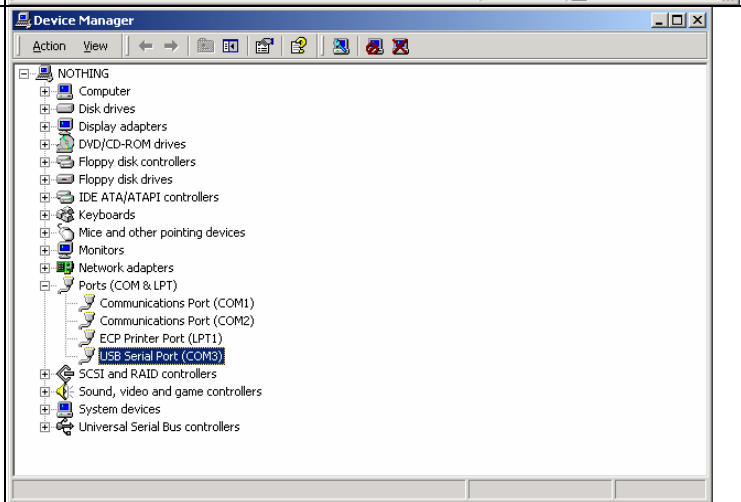 Device Manager
Action View
NOTHING
Computer
Disk drives
Display adapters
DVD/CD-ROM drives
Floppy disk controllers
Floppy disk drives
IDE ATA/ATAPI controllers
Keyboards
Mice and other pointing devices
Monitors
Network adapters
Ports (COM & LPT)
Communications Port (COM1)
Communications Port (COM2)
ECP Printer Port (LPT1)
USB Serial Port (COM3)
SCSI and RAID controllers
Sound, video and game controllers
System devices
Universal Serial Bus controllers